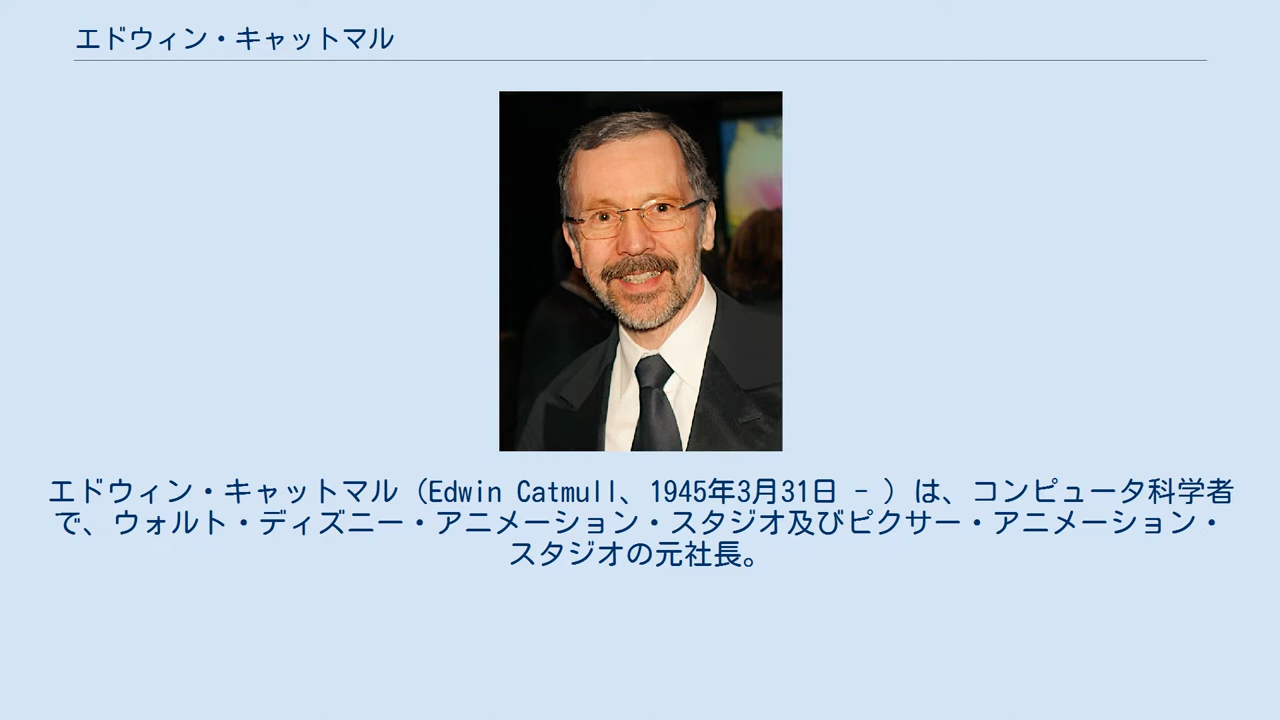 エドウィン・キャットマル
エドウィン・キャットマル（Edwin Catmull、1945年3月31日 - ）は、コンピュータ科学者
で、ウォルト・ディズニー・アニメーション・スタジオ及びピクサー・アニメーション・
スタジオの元社長。